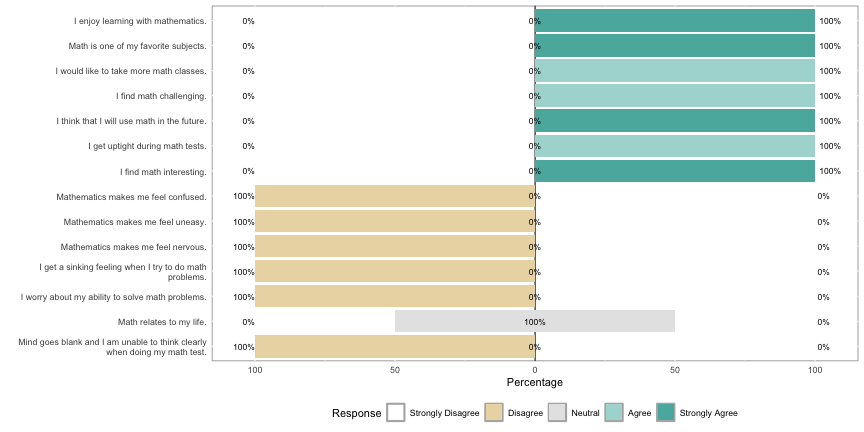 I enjoy learning with mathematics. 0% 0% 100%
Math is one of my favorite subjects. 0% 0% 100%
I would like to take more math classes. 0% 0% 100%
I find math challenging. 0% 0% 100%
I think that I will use math in the future. 0% 0% 100%
I get uptight during math tests. 0% 0% 100%
I find math interesting. 0% 0% 100%
Mathematics makes me feel confused. 100% 0% 0%
Mathematics makes me feel uneasy. 100% 0% 0%
Mathematics makes me feel nervous. 100% 0% 0%
I get a sinking feeling when I try to do math
problems. 100% 0% 0%
I worry about my ability to solve math problems. 100% 0% 0%
Math relates to my life. 0% 100% 0%
Mind goes blank and I am unable to think clearly
when doing my math test. 100% 0% 0%
100 50 0 50 100
Percentage
Response Strongly Disagree Disagree Neutral Agree Strongly Agree